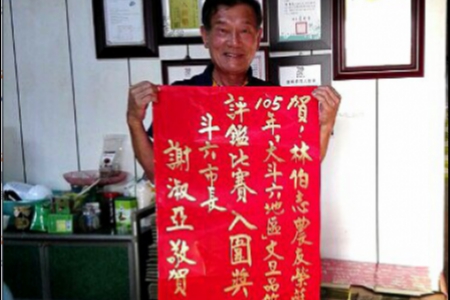 賀！林伯志農友榮
105年，大斗六地區文旦品
評鑑比賽入圍獎
斗六市長
謝淑亞敬賀